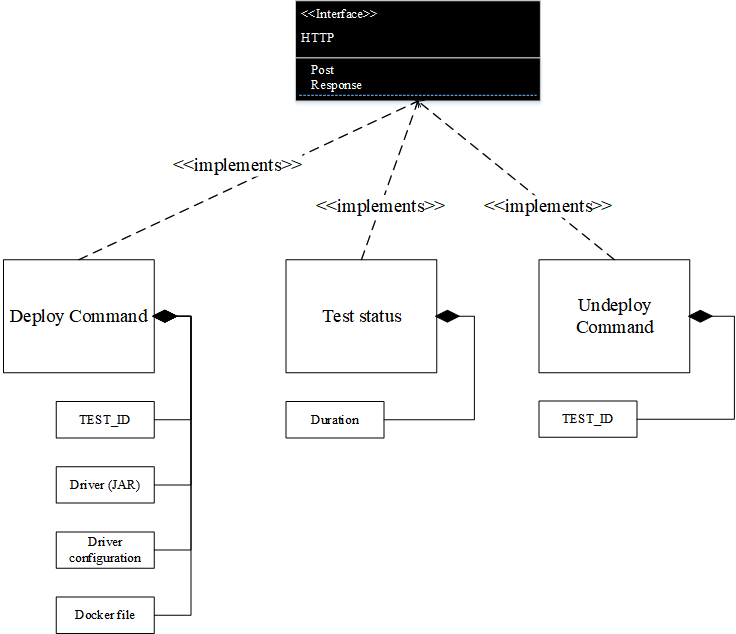 <<Interface>>
HTTP
Post
Response
<<implements>>
<<implements>>
<<implements>>
Deploy Command
Test status
Undeploy
Command
TEST_ID
Duration
TEST_ID
Driver (JAR)
Driver
configuration
Docker file